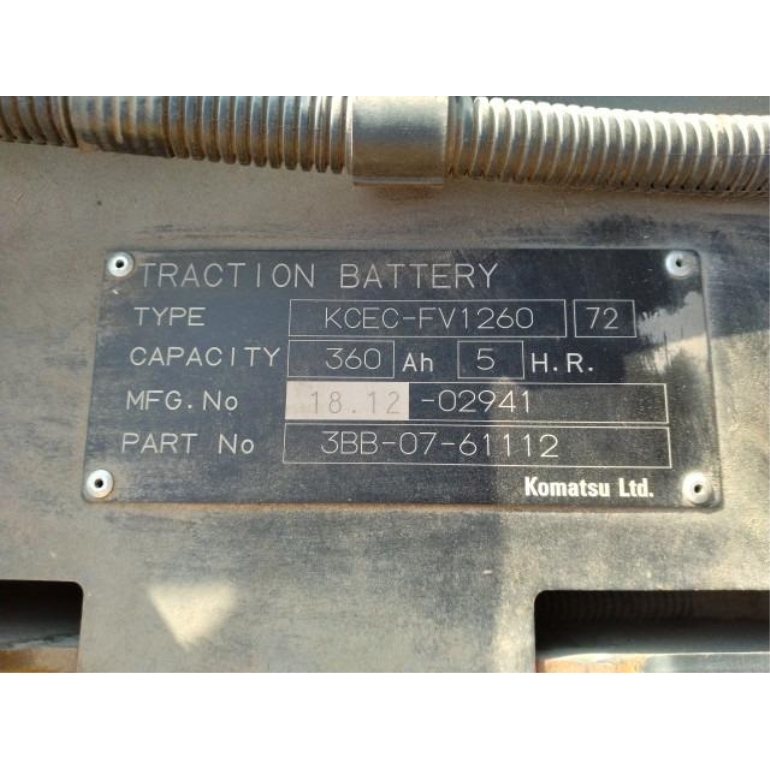 TRACTION BATTERY
TYPE KCEC-FV1260 72
CAPACITY 360 Ah 5 H.R.
MFG.No 18.12 -02941
PART No 3BB-07-61112
Komatsu Ltd.